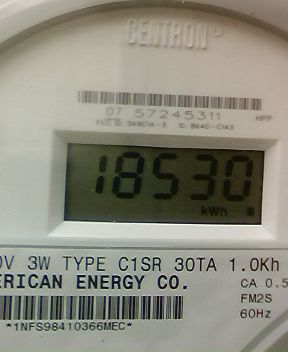 CENTRON®
07 57245311
HPP
18530
kWh
0V 3W TYPE C1SR 30TA 1.0Kh
ERICAN ENERGY CO.
CA 0.5
FM2S
60Hz
*1NFS98410366MEC*